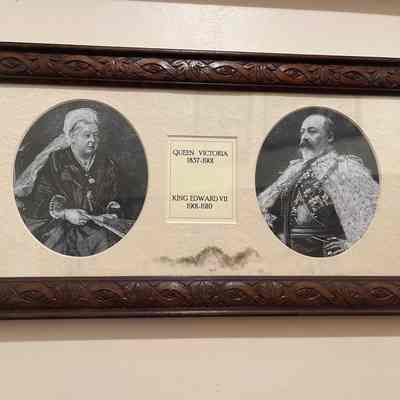 QUEEN VICTORIA
1837-1901
KING EDWARD VII
1901-1910